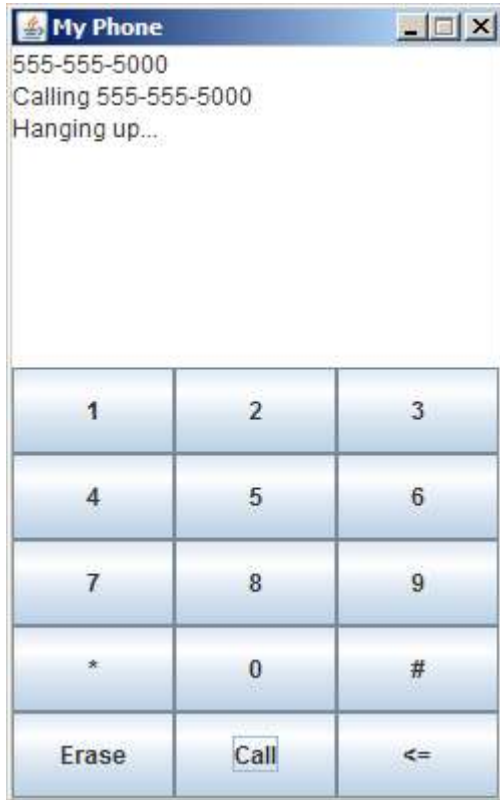 My Phone
555-555-5000
Calling 555-555-5000
Hanging up...
1 2 3
4 5 6
7 8 9
* 0 #
Erase Call <=